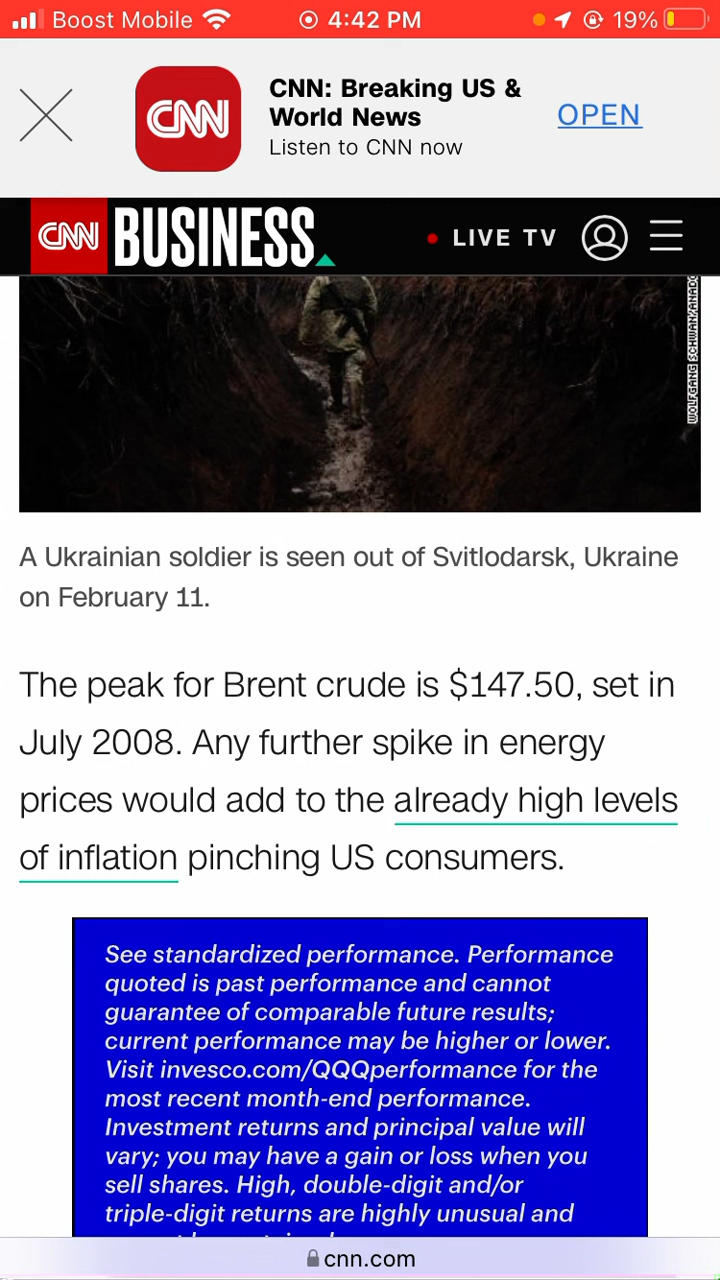 Boost Mobile 4:42 PM 19%
CNN CNN: Breaking US &
World News
Listen to CNN now
OPEN
CNN BUSINESS LIVE TV
WOLFGANG SCHWAN/ANADO
A Ukrainian soldier is seen out of Svitlodarsk, Ukraine
on February 11.
The peak for Brent crude is $147.50, set in
July 2008. Any further spike in energy
prices would add to the already high levels
of inflation pinching US consumers.
See standardized performance. Performance
quoted is past performance and cannot
guarantee of comparable future results;
current performance may be higher or lower.
Visit invesco.com/QQQperformance for the
most recent month-end performance.
Investment returns and principal value will
vary; you may have a gain or loss when you
sell shares. High, double-digit and/or
triple-digit returns are highly unusual and
cnn.com